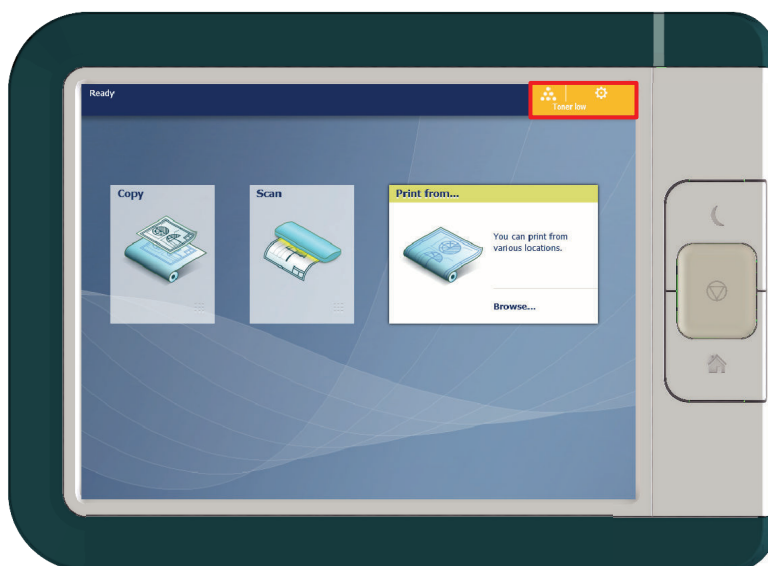 Ready
Toner low
Copy
Scan
Print from...
You can print from
various locations.
Browse...